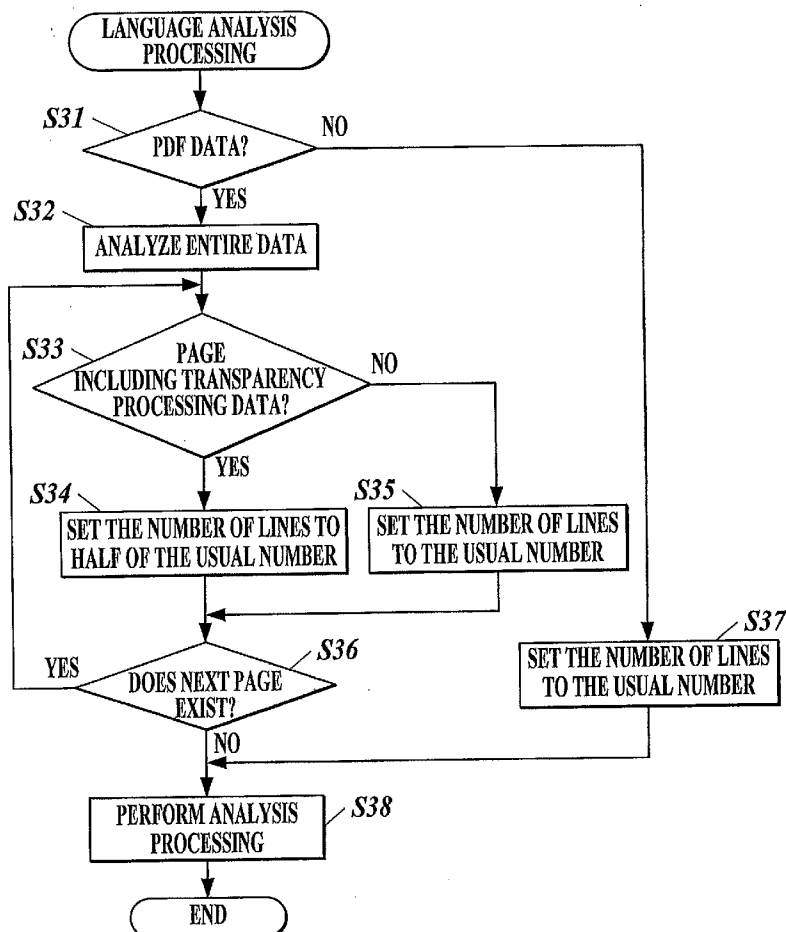 LANGUAGE ANALYSIS
PROCESSING
S31
PDF DATA?
NO
YES
S32
ANALYZE ENTIRE DATA
S33
PAGE
INCLUDING TRANSPARENCY
PROCESSING DATA?
NO
YES
S34
SET THE NUMBER OF LINES TO
HALF OF THE USUAL NUMBER
S35
SET THE NUMBER OF LINES
TO THE USUAL NUMBER
S36
YES
DOES NEXT PAGE
EXIST?
NO
S37
SET THE NUMBER OF LINES
TO THE USUAL NUMBER
PERFORM ANALYSIS
PROCESSING
S38
END